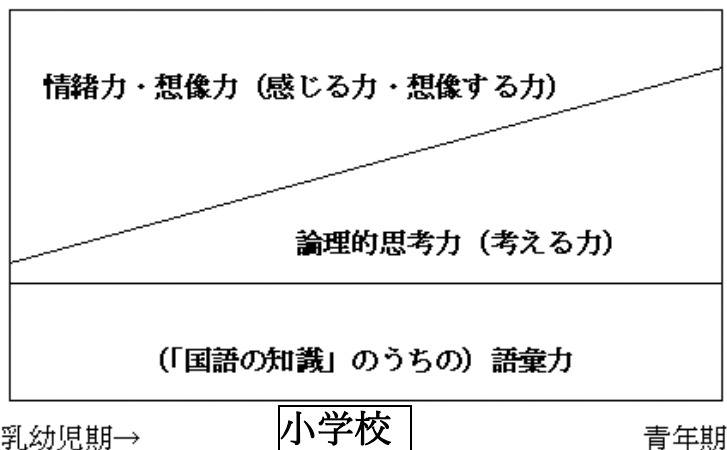 情緒力・想像力（感じる力・想像する力）
論理的思考力（考える力）
（「国語の知識」のうちの）語彙力
乳幼児期→ 小学校 青年期